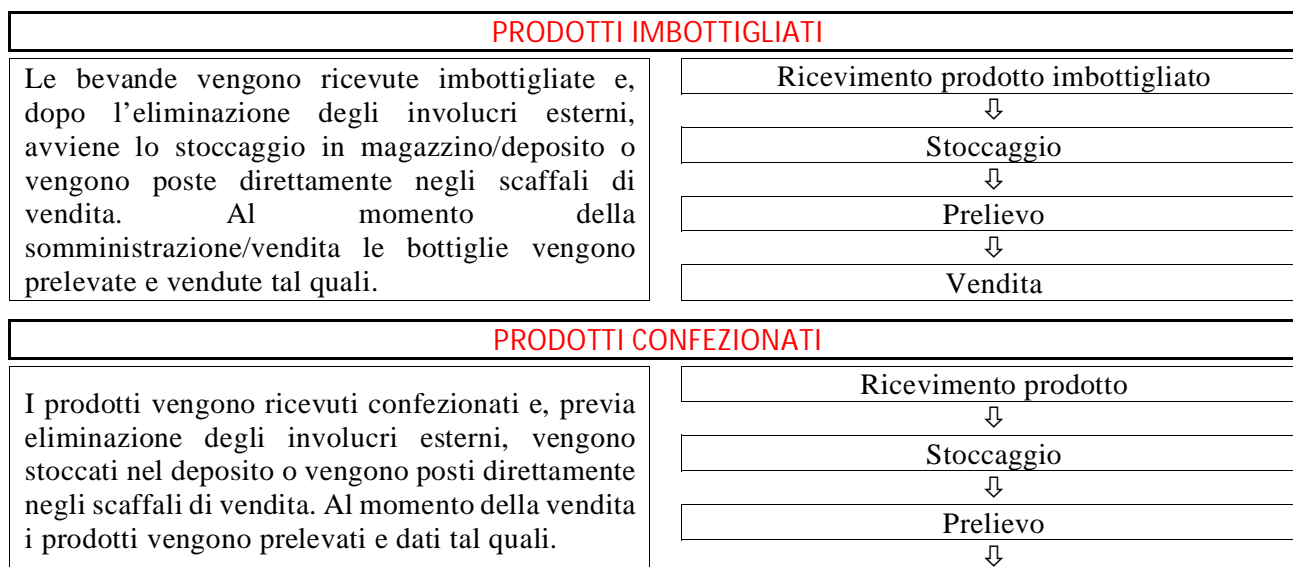 PRODOTTI IMBOTTIGLIATI
Le bevande vengono ricevute imbottigliate e,
dopo l’eliminazione degli involucri esterni,
avviene lo stoccaggio in magazzino/deposito o
vengono poste direttamente negli scaffali di
vendita. Al momento della
somministrazione/vendita le bottiglie vengono
prelevate e vendute tal quali.
Ricevimento prodotto imbottigliato
⇩
Stoccaggio
⇩
Prelievo
⇩
Vendita
PRODOTTI CONFEZIONATI
I prodotti vengono ricevuti confezionati e, previa
eliminazione degli involucri esterni, vengono
stoccati nel deposito o vengono posti direttamente
negli scaffali di vendita. Al momento della vendita
i prodotti vengono prelevati e dati tal quali.
Ricevimento prodotto
⇩
Stoccaggio
⇩
Prelievo
⇩